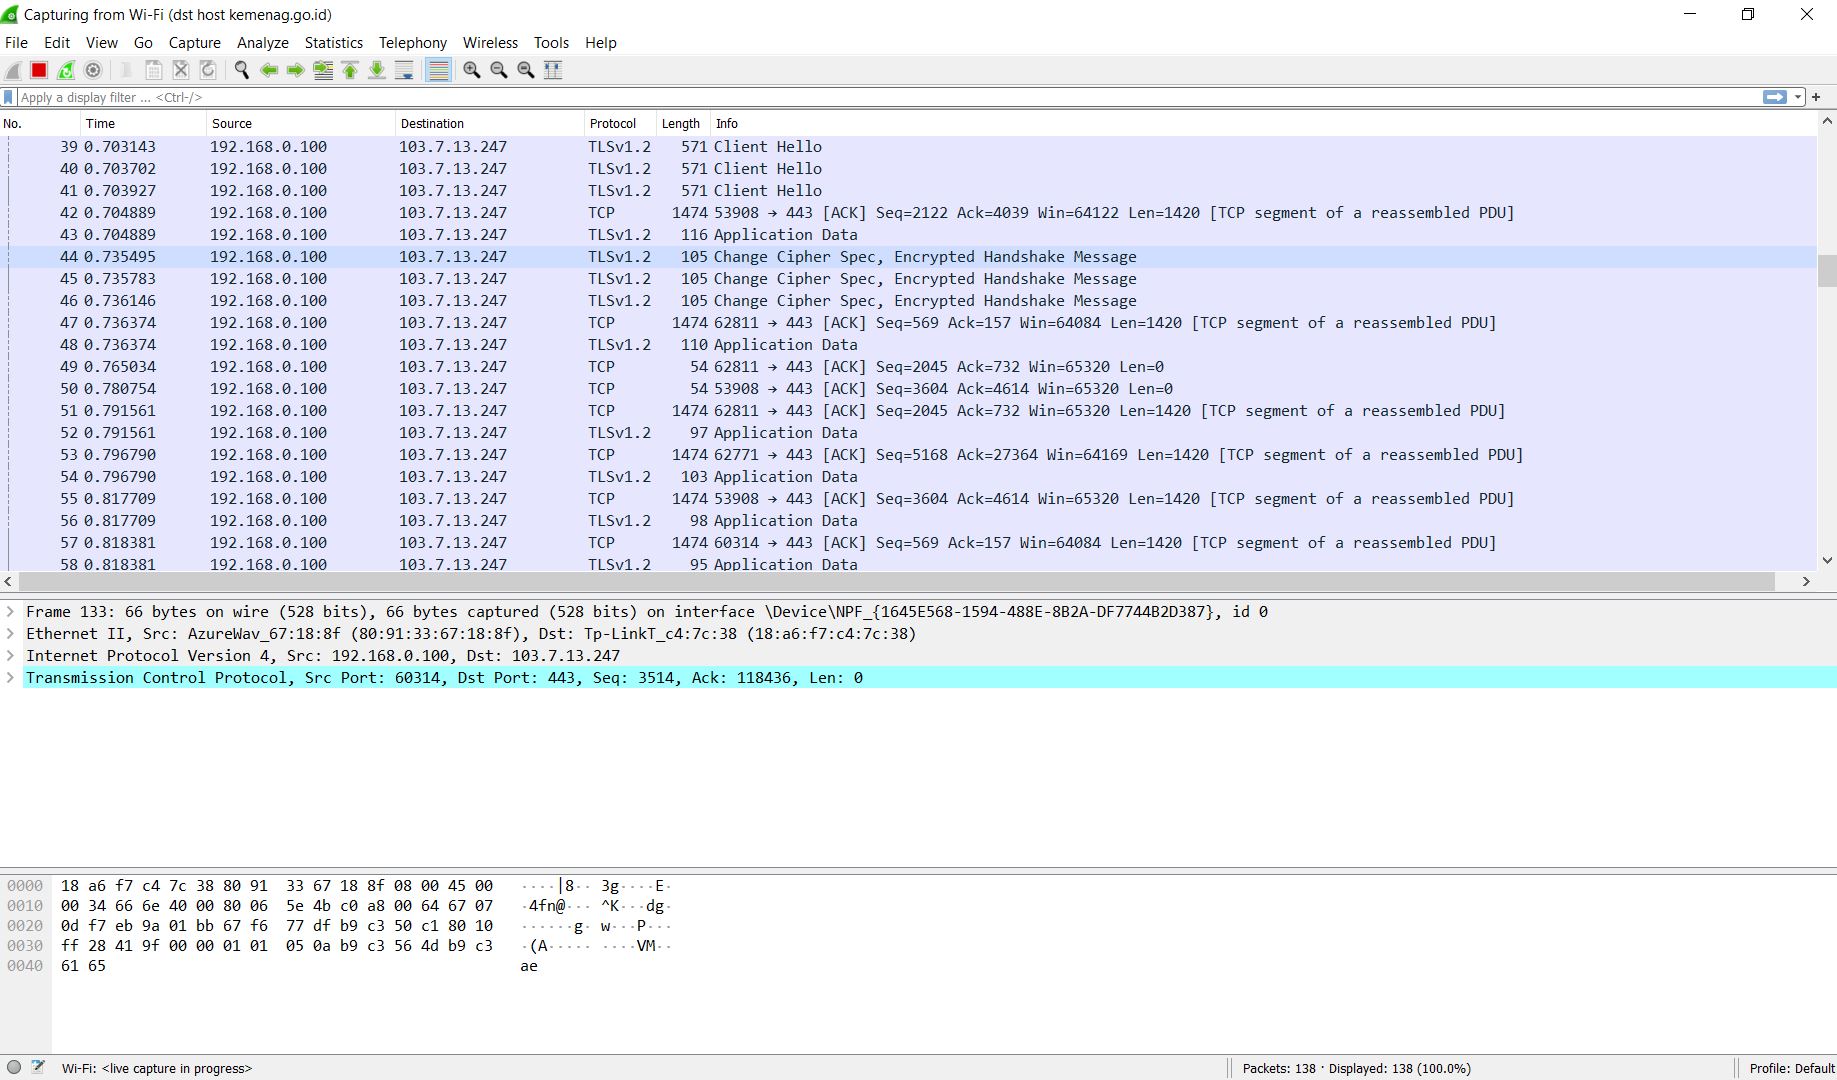 Capturing from Wi-Fi (dst host kemenag.go.id)
File Edit View Go Capture Analyze Statistics Telephony Wireless Tools Help
Apply a display filter ... <Ctrl-/>
No. Time Source Destination Protocol Length Info
39 0.703143 192.168.0.100 103.7.13.247 TLSv1.2 571 Client Hello
40 0.703702 192.168.0.100 103.7.13.247 TLSv1.2 571 Client Hello
41 0.703927 192.168.0.100 103.7.13.247 TLSv1.2 571 Client Hello
42 0.704889 192.168.0.100 103.7.13.247 TCP 1474 53908 → 443 [ACK] Seq=2122 Ack=4039 Win=64122 Len=1420 [TCP segment of a reassembled PDU]
43 0.704889 192.168.0.100 103.7.13.247 TLSv1.2 116 Application Data
44 0.735495 192.168.0.100 103.7.13.247 TLSv1.2 105 Change Cipher Spec, Encrypted Handshake Message
45 0.735783 192.168.0.100 103.7.13.247 TLSv1.2 105 Change Cipher Spec, Encrypted Handshake Message
46 0.736146 192.168.0.100 103.7.13.247 TLSv1.2 105 Change Cipher Spec, Encrypted Handshake Message
47 0.736374 192.168.0.100 103.7.13.247 TCP 1474 62811 → 443 [ACK] Seq=569 Ack=157 Win=64084 Len=1420 [TCP segment of a reassembled PDU]
48 0.736374 192.168.0.100 103.7.13.247 TLSv1.2 110 Application Data
49 0.765034 192.168.0.100 103.7.13.247 TCP 54 62811 → 443 [ACK] Seq=2045 Ack=732 Win=65320 Len=0
50 0.780754 192.168.0.100 103.7.13.247 TCP 54 53908 → 443 [ACK] Seq=3604 Ack=4614 Win=65320 Len=0
51 0.791561 192.168.0.100 103.7.13.247 TCP 1474 62811 → 443 [ACK] Seq=2045 Ack=732 Win=65320 Len=1420 [TCP segment of a reassembled PDU]
52 0.791561 192.168.0.100 103.7.13.247 TLSv1.2 97 Application Data
53 0.796790 192.168.0.100 103.7.13.247 TCP 1474 62771 → 443 [ACK] Seq=5168 Ack=27364 Win=64169 Len=1420 [TCP segment of a reassembled PDU]
54 0.796790 192.168.0.100 103.7.13.247 TLSv1.2 103 Application Data
55 0.817709 192.168.0.100 103.7.13.247 TCP 1474 53908 → 443 [ACK] Seq=3604 Ack=4614 Win=65320 Len=1420 [TCP segment of a reassembled PDU]
56 0.817709 192.168.0.100 103.7.13.247 TLSv1.2 98 Application Data
57 0.818381 192.168.0.100 103.7.13.247 TCP 1474 60314 → 443 [ACK] Seq=569 Ack=157 Win=64084 Len=1420 [TCP segment of a reassembled PDU]
58 0.818381 192.168.0.100 103.7.13.247 TLSv1.2 95 Application Data
Frame 133: 66 bytes on wire (528 bits), 66 bytes captured (528 bits) on interface \Device\NPF_{1645E568-1594-488E-8B2A-DF7744B2D387}, id 0
Ethernet II, Src: AzureWav_67:18:8f (80:91:33:67:18:8f), Dst: Tp-LinkT_c4:7c:38 (18:a6:f7:c4:7c:38)
Internet Protocol Version 4, Src: 192.168.0.100, Dst: 103.7.13.247
Transmission Control Protocol, Src Port: 60314, Dst Port: 443, Seq: 3514, Ack: 118436, Len: 0
0000 18 a6 f7 c4 7c 38 80 91 33 67 18 8f 08 00 45 00 ····|8·· 3g····E·
0010 00 34 66 6e 40 00 80 06 5e 4b c0 a8 00 64 67 07 ·4fn@··· ^K···dg·
0020 0d f7 eb 9a 01 bb 67 f6 77 df b9 c3 50 c1 80 10 ······g· w···P···
0030 ff 28 41 9f 00 00 01 01 05 0a b9 c3 56 4d b9 c3 ·(A····· ····VM··
0040 61 65 ae
Wi-Fi: <live capture in progress> Packets: 138 · Displayed: 138 (100.0%) Profile: Default